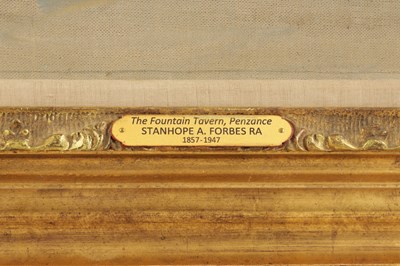 The Fountain Tavern, Penzance
STANHOPE A. FORBES RA
1857-1947